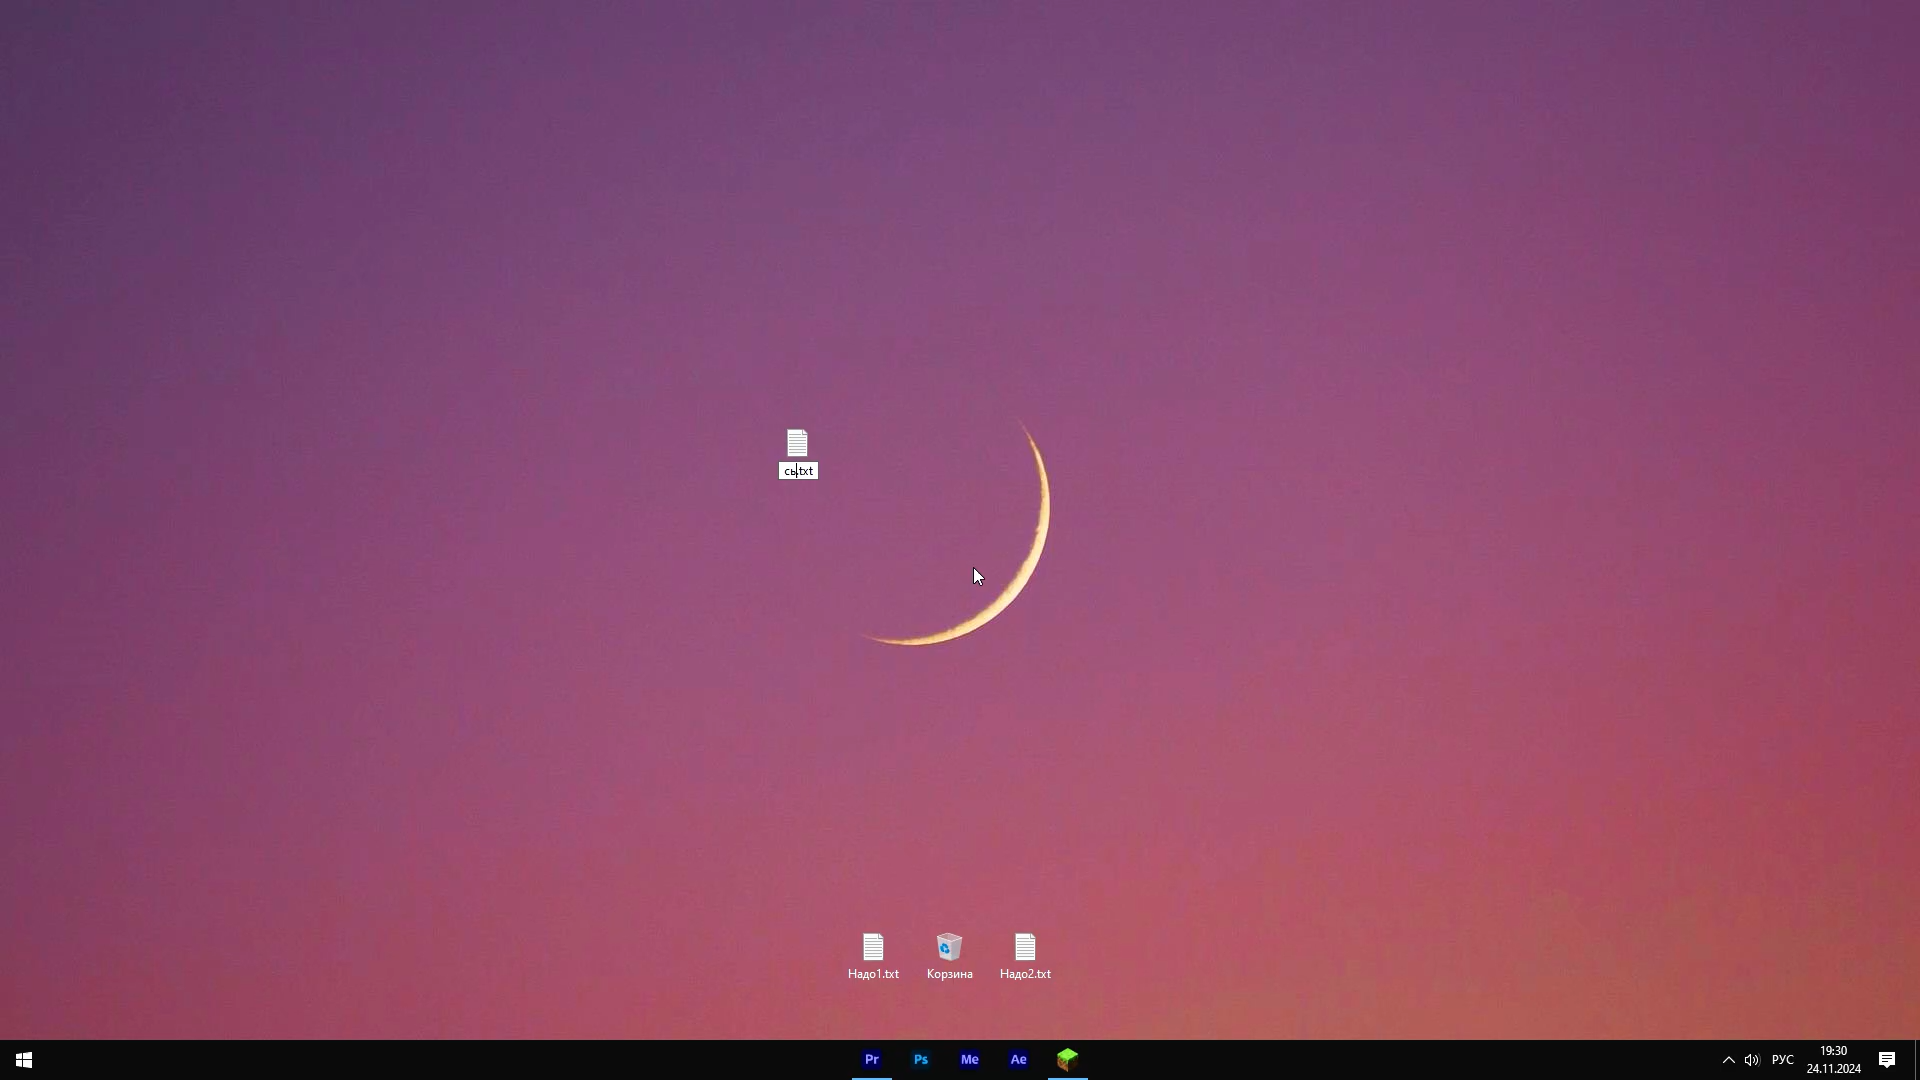 сы.txt
Надо1.txt
Корзина
Надо2.txt
Pr
Ps
Me
Ae
РУС
19:30
24.11.2024